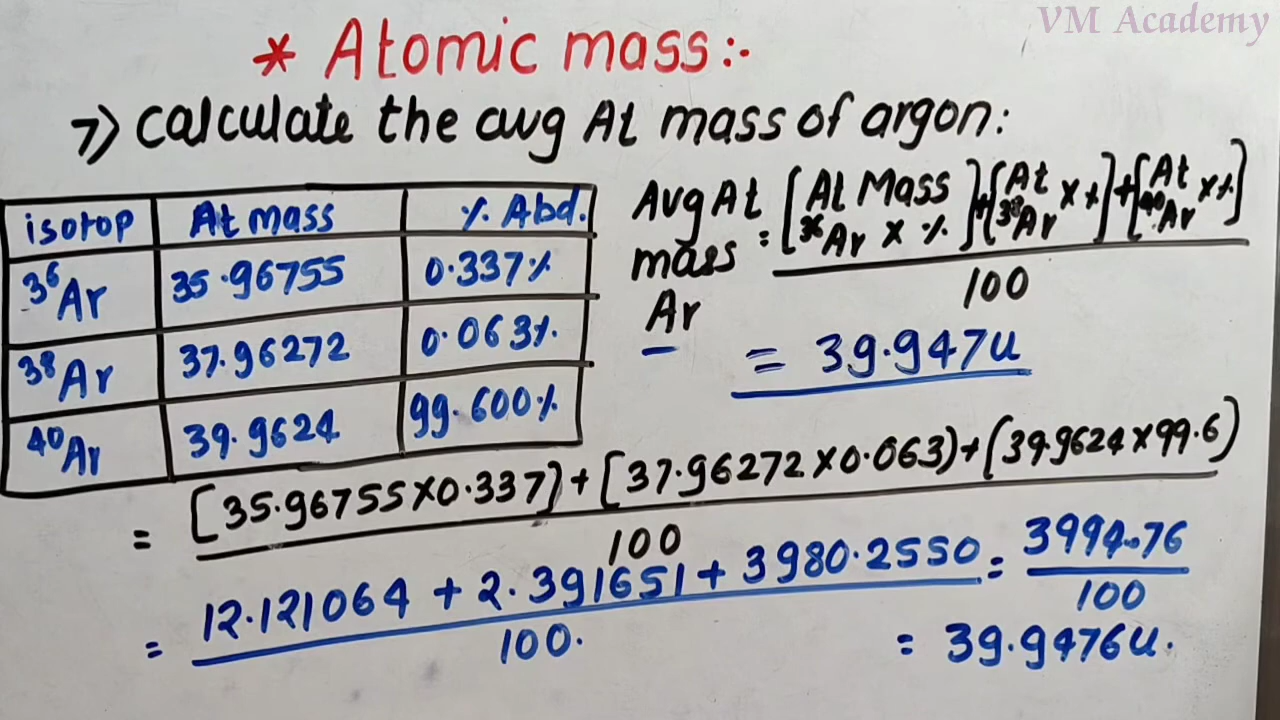 VM Academy
* Atomic mass:-
7) calculate the avg At mass of argon:
isotop At mass % Abd.
36Ar 35.96755 0.337%
38Ar 37.96272 0.063%
40Ar 39.9624 99.600%
Avg At mass Ar = [At Mass 36Ar x %] + [At 38Ar x %] + [At 40Ar x %]
100
= 39.947u
= [35.96755x0.337) + [37.96272x0.063) + (39.9624x99.6)
100
= 12.121064 + 2.391651 + 3980.2550 = 3994.76
100. 100
= 39.9476u.